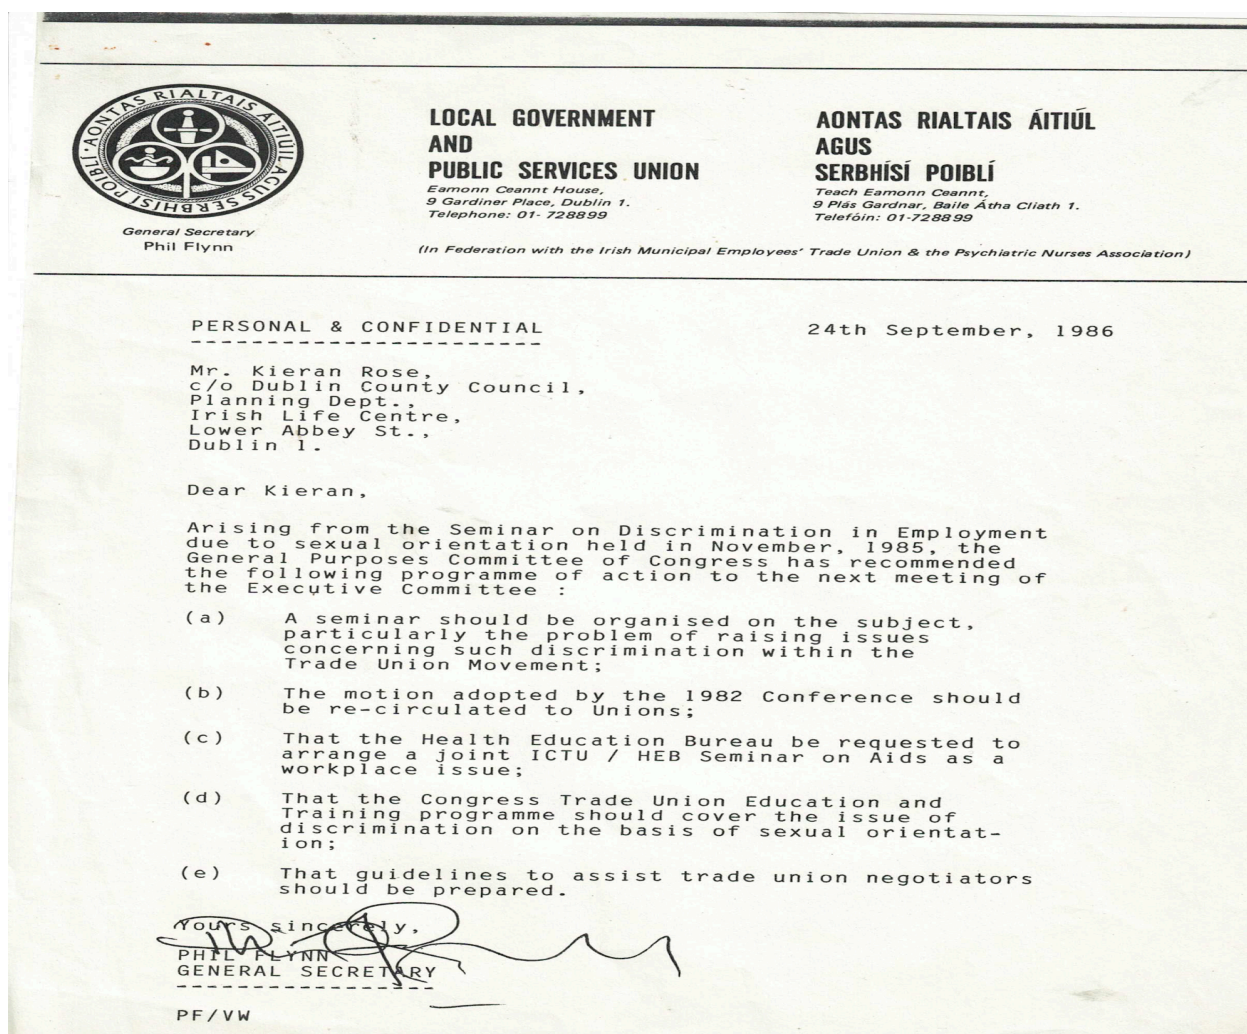 AONTAS RIALTAIS ÁITIÚIL AGUS SERBHÍSÍ POIBLÍ
General Secretary
Phil Flynn
LOCAL GOVERNMENT
AND
PUBLIC SERVICES UNION
Eamonn Ceannt House,
9 Gardiner Place, Dublin 1.
Telephone: 01- 728899
AONTAS RIALTAIS ÁITIÚL
AGUS
SERBHÍSÍ POIBLÍ
Teach Eamonn Ceannt,
9 Plás Gardnar, Baile Átha Cliath 1.
Telefóin: 01-728899
(In Federation with the Irish Municipal Employees' Trade Union & the Psychiatric Nurses Association)
PERSONAL & CONFIDENTIAL
24th September, 1986
Mr. Kieran Rose,
c/o Dublin County Council,
Planning Dept.,
Irish Life Centre,
Lower Abbey St.,
Dublin 1.
Dear Kieran,
Arising from the Seminar on Discrimination in Employment
due to sexual orientation held in November, 1985, the
General Purposes Committee of Congress has recommended
the following programme of action to the next meeting of
the Executive Committee :
(a) A seminar should be organised on the subject,
particularly the problem of raising issues
concerning such discrimination within the
Trade Union Movement;
(b) The motion adopted by the 1982 Conference should
be re-circulated to Unions;
(c) That the Health Education Bureau be requested to
arrange a joint ICTU / HEB Seminar on Aids as a
workplace issue;
(d) That the Congress Trade Union Education and
Training programme should cover the issue of
discrimination on the basis of sexual orientat-
ion;
(e) That guidelines to assist trade union negotiators
should be prepared.
Yours sincerely,
PHIL FLYNN
GENERAL SECRETARY
PF/VW